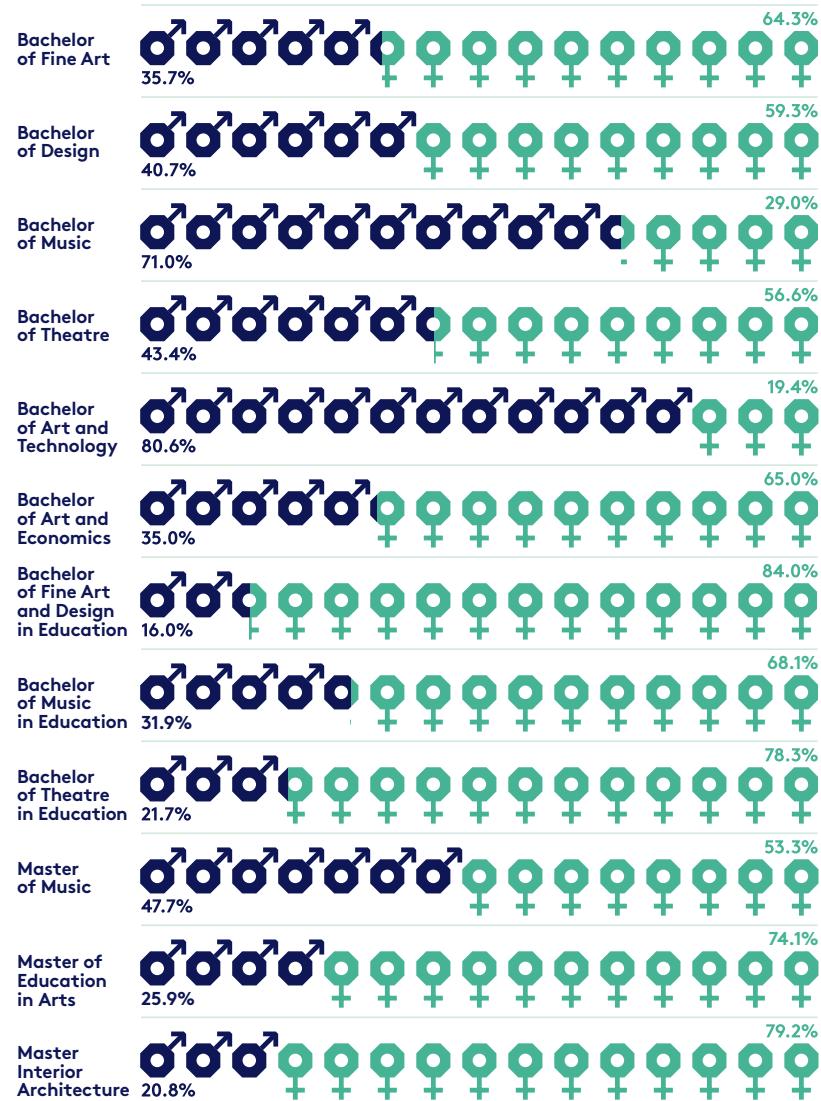 64.3%
Bachelor
of Fine Art
35.7%
59.3%
Bachelor
of Design
40.7%
29.0%
Bachelor
of Music
71.0%
56.6%
Bachelor
of Theatre
43.4%
19.4%
Bachelor
of Art and
Technology
80.6%
65.0%
Bachelor
of Art and
Economics
35.0%
84.0%
Bachelor
of Fine Art
and Design
in Education
16.0%
68.1%
Bachelor
of Music
in Education
31.9%
78.3%
Bachelor
of Theatre
in Education
21.7%
53.3%
Master
of Music
47.7%
74.1%
Master of
Education
in Arts
25.9%
79.2%
Master
Interior
Architecture
20.8%